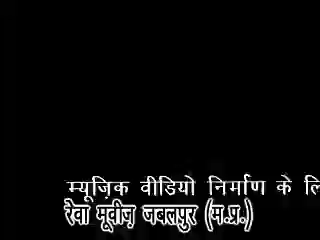 म्यूज़िक वीडियो निर्माण के लि
रेवा मूवीज़ जबलपुर (म.प्र.)